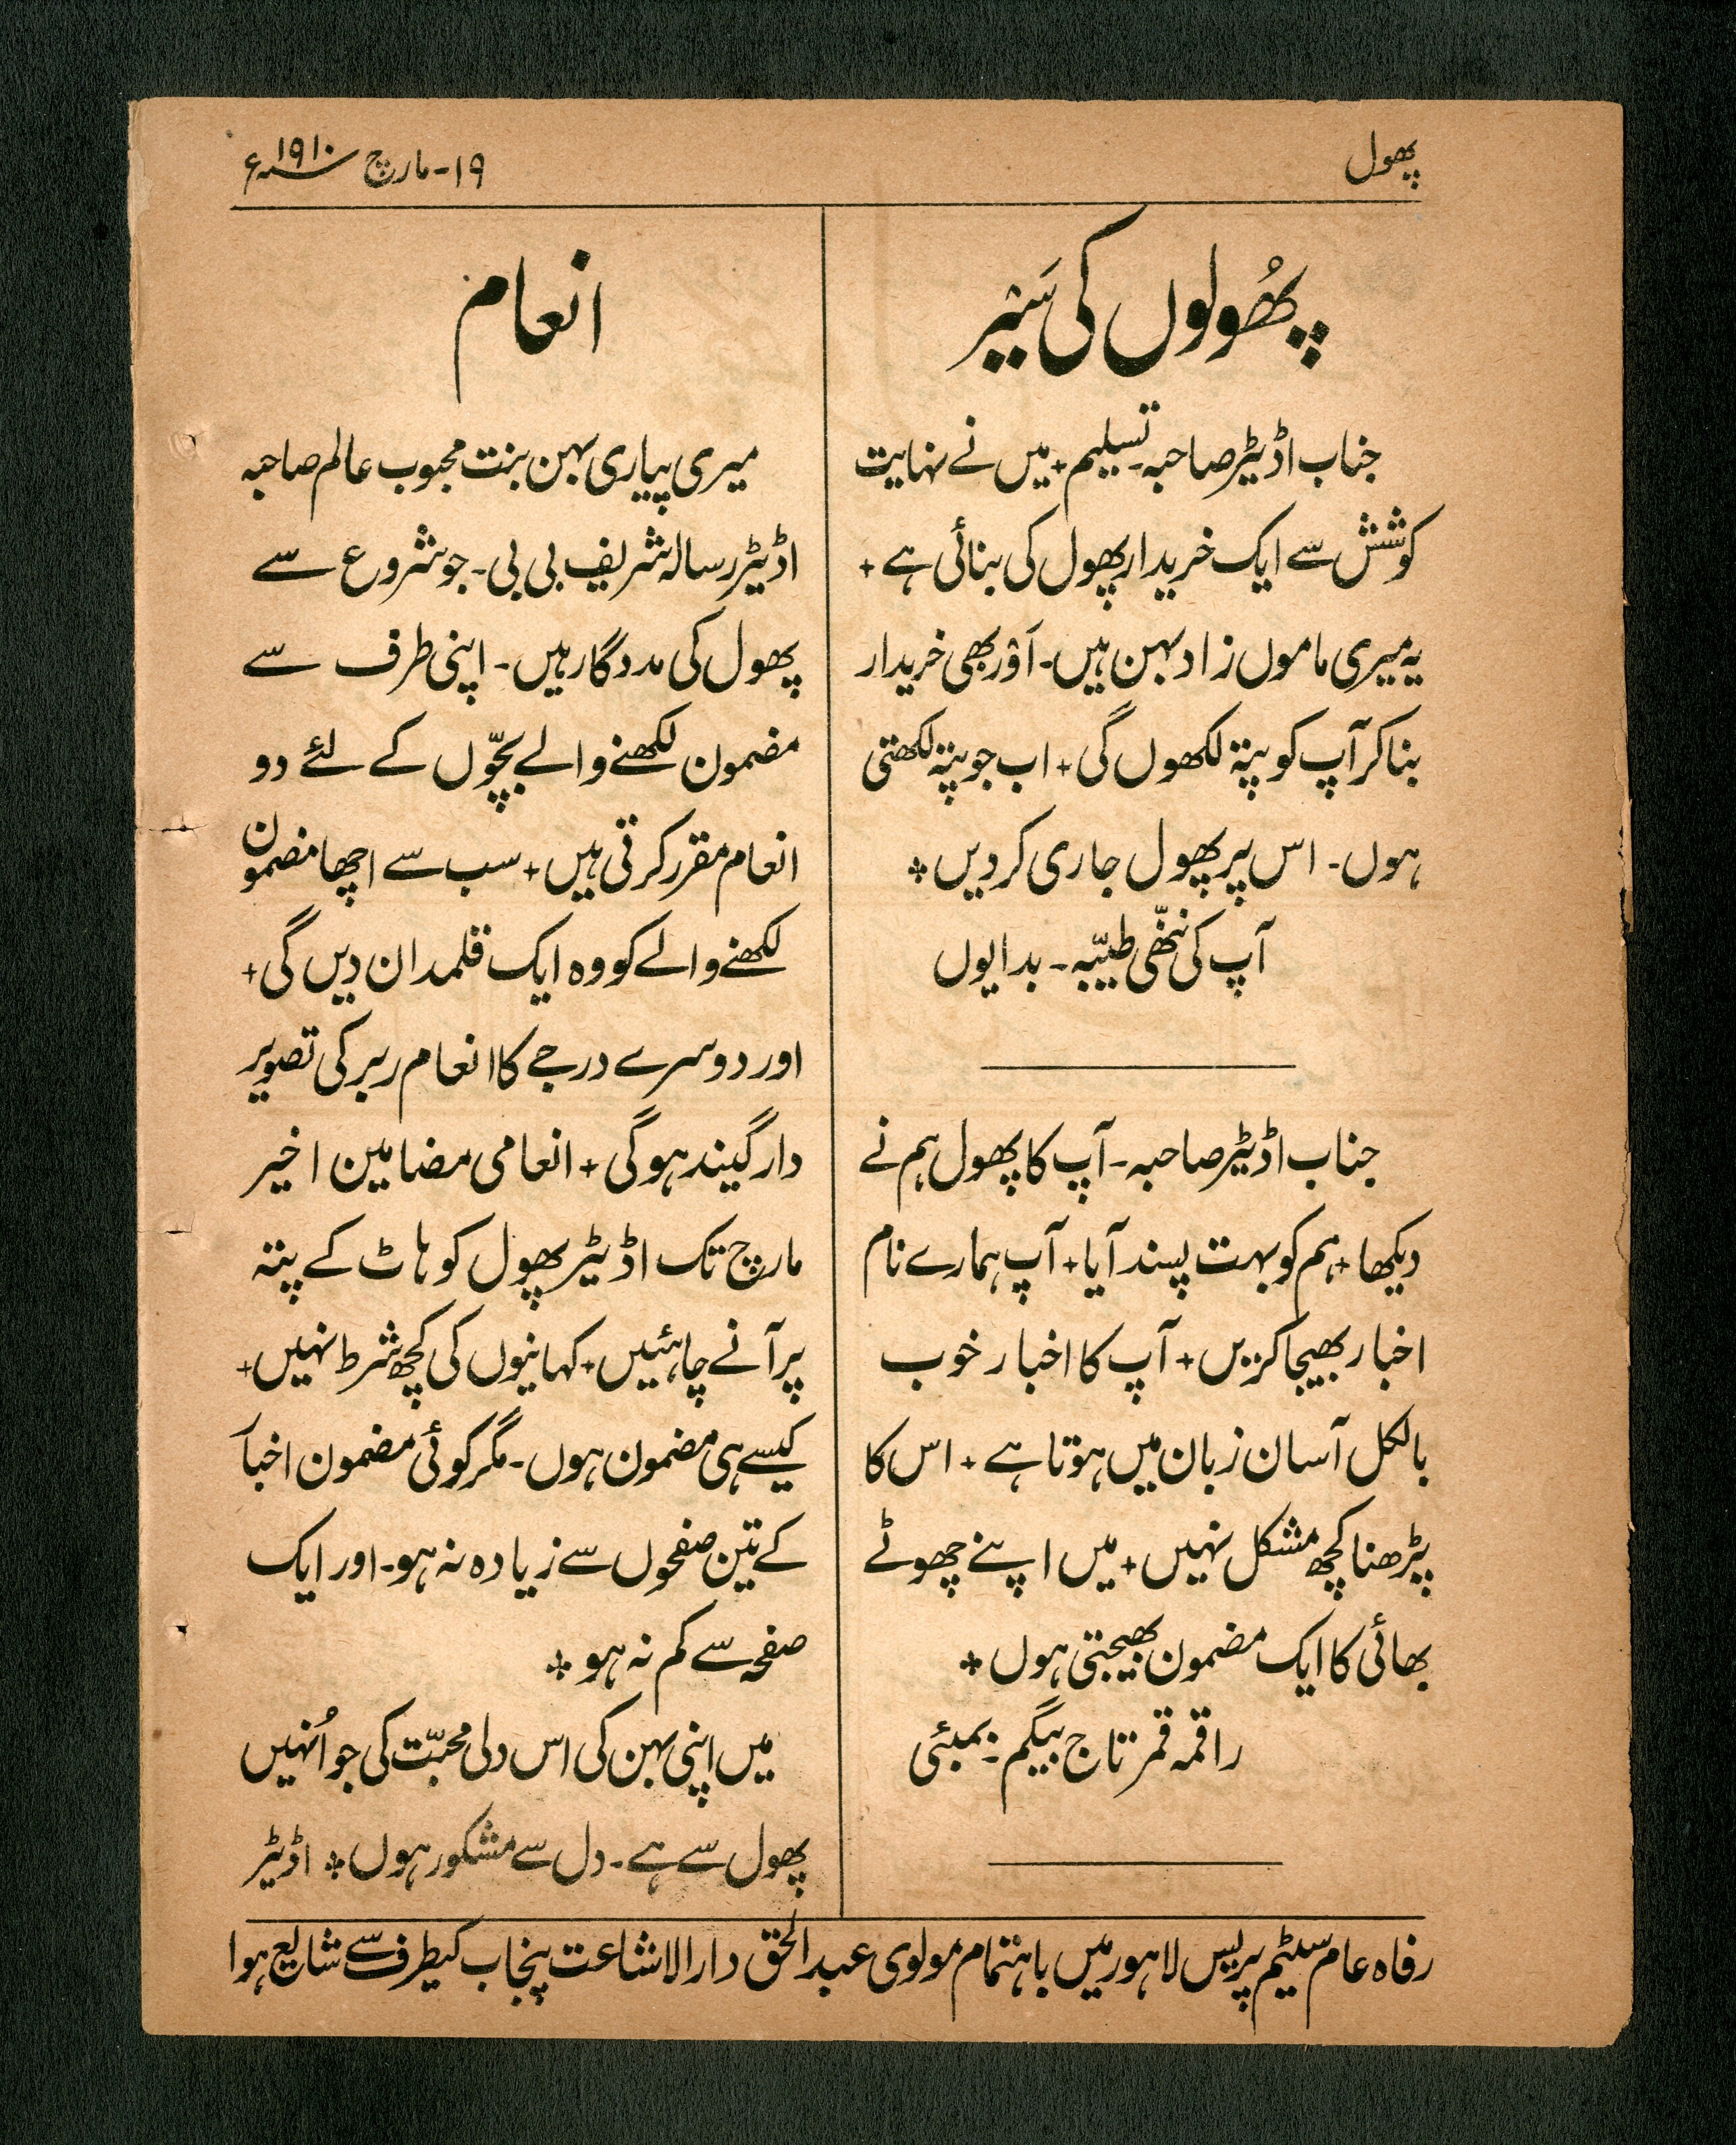 پھول
۱۹-مارچ ۱۹۱۰ء
پھُولوں کی سَیر
جناب اڈیٹر صاحبہ۔ تسلیم + میں نے نہایت
کوشش سے ایک خریدار پھول کی بنائی ہے +
یہ میری ماموں زاد بہن ہیں۔ اَوْر بھی خریدار
بنا کر آپ کو پتہ لکھوں گی + اب جو پتہ لکھتی
ہوں۔ اس پر پھول جاری کر دیں ❖
آپ کی ننھّی طیّبہ۔ بدایوں
جناب اڈیٹر صاحبہ۔ آپ کا پھول ہم نے
دیکھا + ہم کو بہت پسند آیا + آپ ہمارے نام
اخبار بھیجا کریں + آپ کا اخبار خوب
بالکل آسان زبان میں ہوتا ہے + اس کا
پڑھنا کچھ مشکل نہیں + میں اپنے چھوٹے
بھائی کا ایک مضمون بھیجتی ہوں ❖
راقمہ قمر تاج بیگم۔ بمبئی
انعام
میری پیاری بہن بنت محبوب عالم صاحبہ
اڈیٹر رسالہ شریف بی بی۔ جو شروع سے
پھول کی مددگار ہیں۔ اپنی طرف سے
مضمون لکھنے والے بچّوں کے لئے دو
انعام مقرر کرتی ہیں + سب سے اچھا مضمون
لکھنے والے کو وہ ایک قلمدان دیں گی +
اور دوسرے درجے کا انعام ربر کی تصویر
دار گیند ہو گی + انعامی مضامین اخیر
مارچ تک اڈیٹر پھول کوہاٹ کے پتہ
پر آنے چاہئیں + کہانیوں کی کچھ شرط نہیں +
کیسے ہی مضمون ہوں۔ مگر کوئی مضمون اخبار
کے تین صفحوں سے زیادہ نہ ہو۔ اور ایک
صفحہ سے کم نہ ہو ❖
میں اپنی بہن کی اس دلی محبّت کی جو اُنہیں
پھول سے ہے۔ دل سے مشکور ہوں ❖ اڈیٹر
رفاہ عام سٹیم پریس لاہور میں باہتمام مولوی عبدالحق دارالاشاعت پنجاب کیطرف سے شایع ہوا